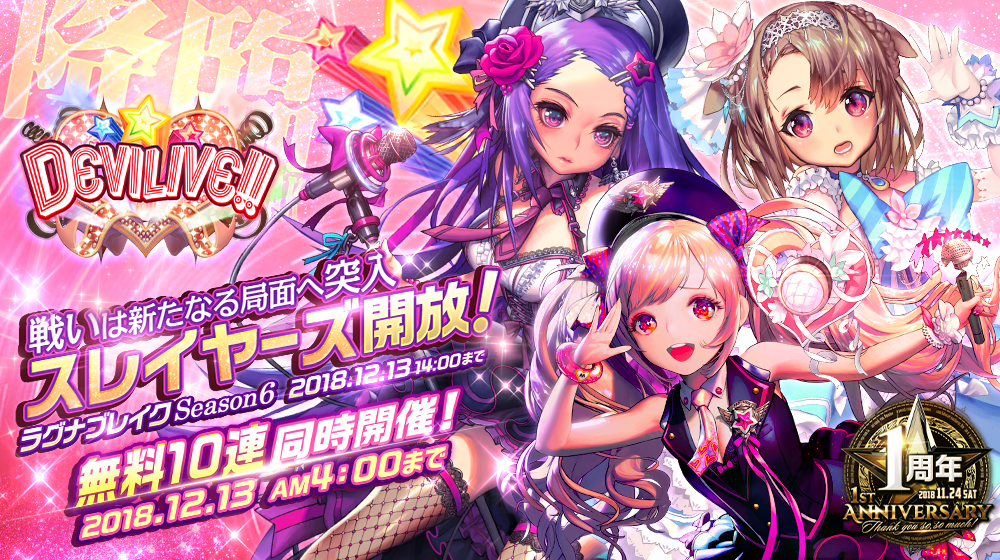 降臨
DEVILIVE!!
戦いは新たなる局面へ突入
スレイヤーズ開放！
ラグナブレイク Season6 2018.12.13 14:00まで
無料10連 同時開催！
2018.12.13 AM4:00まで
1周年
2018 11.24 SAT
1ST
ANNIVERSARY
Thank you so, so much!